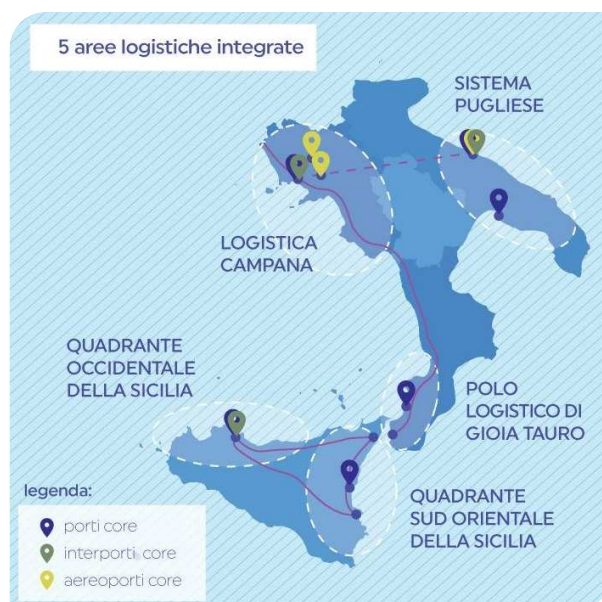 5 aree logistiche integrate
SISTEMA
PUGLIESE
LOGISTICA
CAMPANA
QUADRANTE
OCCIDENTALE
DELLA SICILIA
POLO
LOGISTICO DI
GIOIA TAURO
QUADRANTE
SUD ORIENTALE
DELLA SICILIA
legenda:
porti core
interporti core
aereoporti core